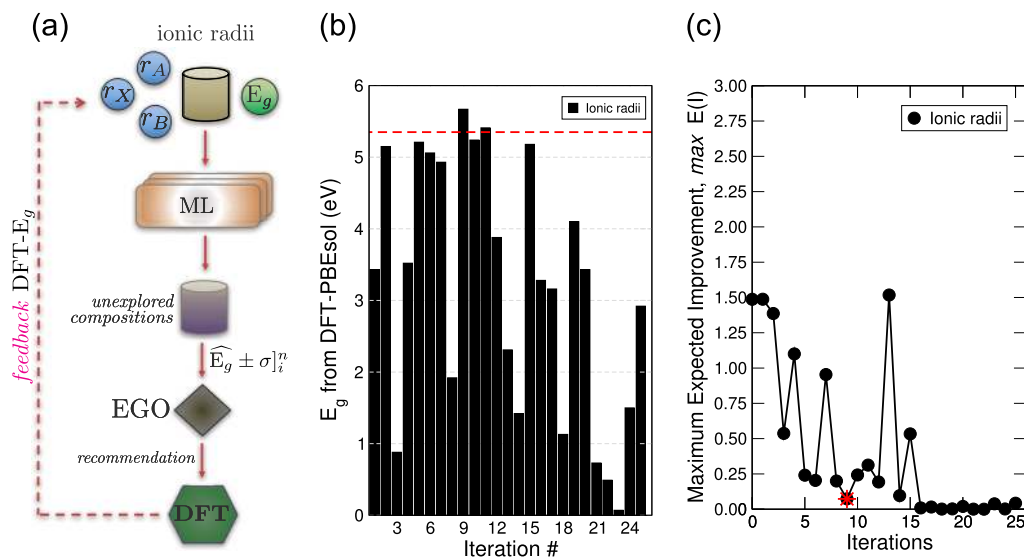 (a)
ionic radii
r_A
r_X
r_B
E_g
ML
unexplored
compositions
\widehat{E_g} ± σ]_i^n
EGO
recommendation
DFT
feedback DFT-E_g
(b)
Ionic radii
E_g from DFT-PBEsol (eV)
6
5
4
3
2
1
0
3 6 9 12 15 18 21 24
Iteration #
(c)
Ionic radii
Maximum Expected Improvement, max E(I)
3.00
2.75
2.50
2.25
2.00
1.75
1.50
1.25
1.00
0.75
0.50
0.25
0.00
0 5 10 15 20 25
Iterations